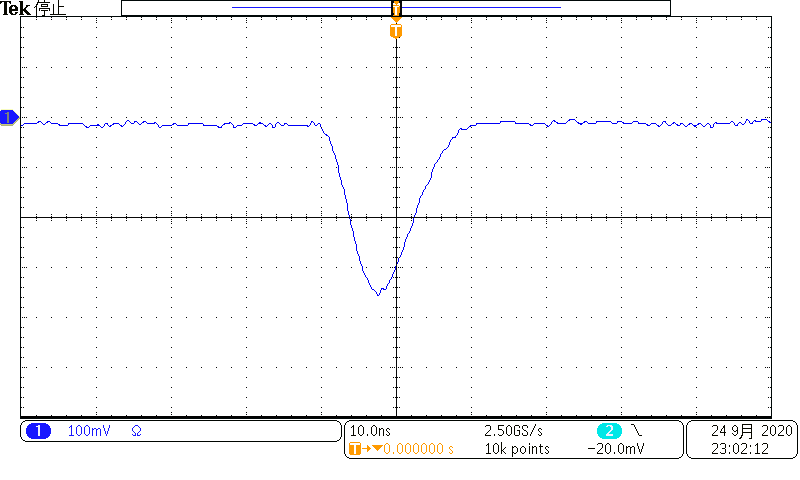 Tek 停止
T
T
1
1 100mV Ω
10.0ns 2.50GS/s 2
T→▼0.000000 s 10k points −20.0mV
24 9月 2020
23:02:12